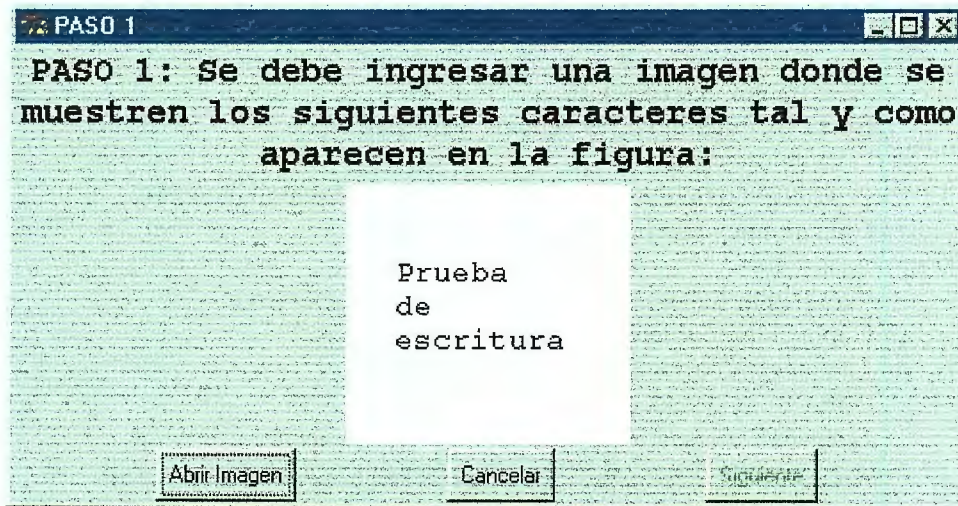 PASO 1
PASO 1: Se debe ingresar una imagen donde se
muestren los siguientes caracteres tal y como
aparecen en la figura:
Prueba
de
escritura
Abrir Imagen Cancelar Siguiente